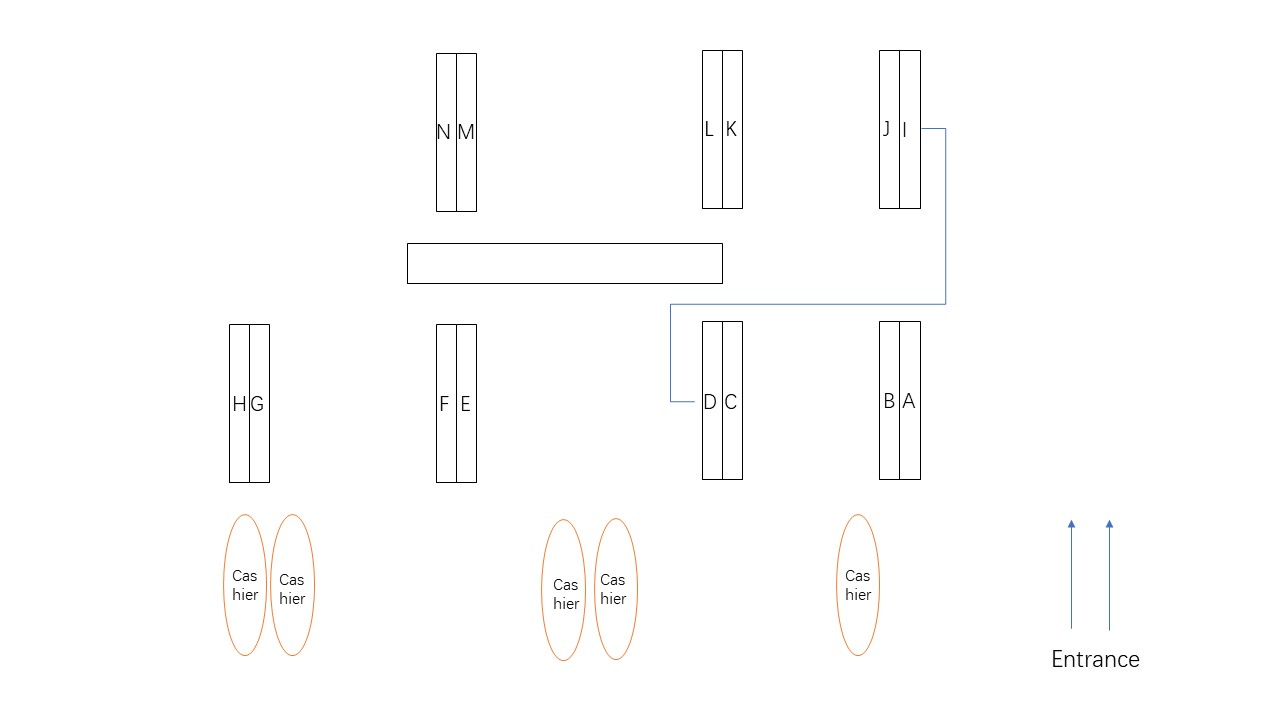 N M
L K
J I
H G
F E
D C
B A
Cas
hier
Cas
hier
Cas
hier
Cas
hier
Cas
hier
Entrance